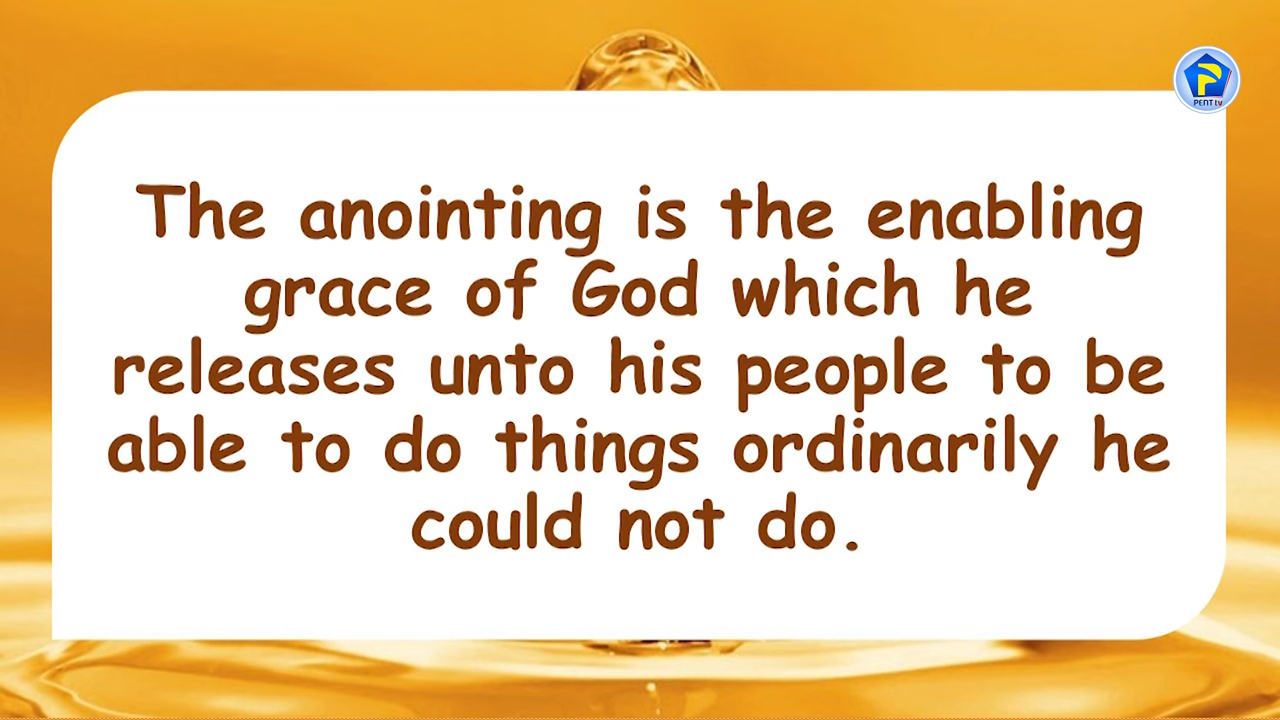 PENT tv
The anointing is the enabling
grace of God which he
releases unto his people to be
able to do things ordinarily he
could not do.